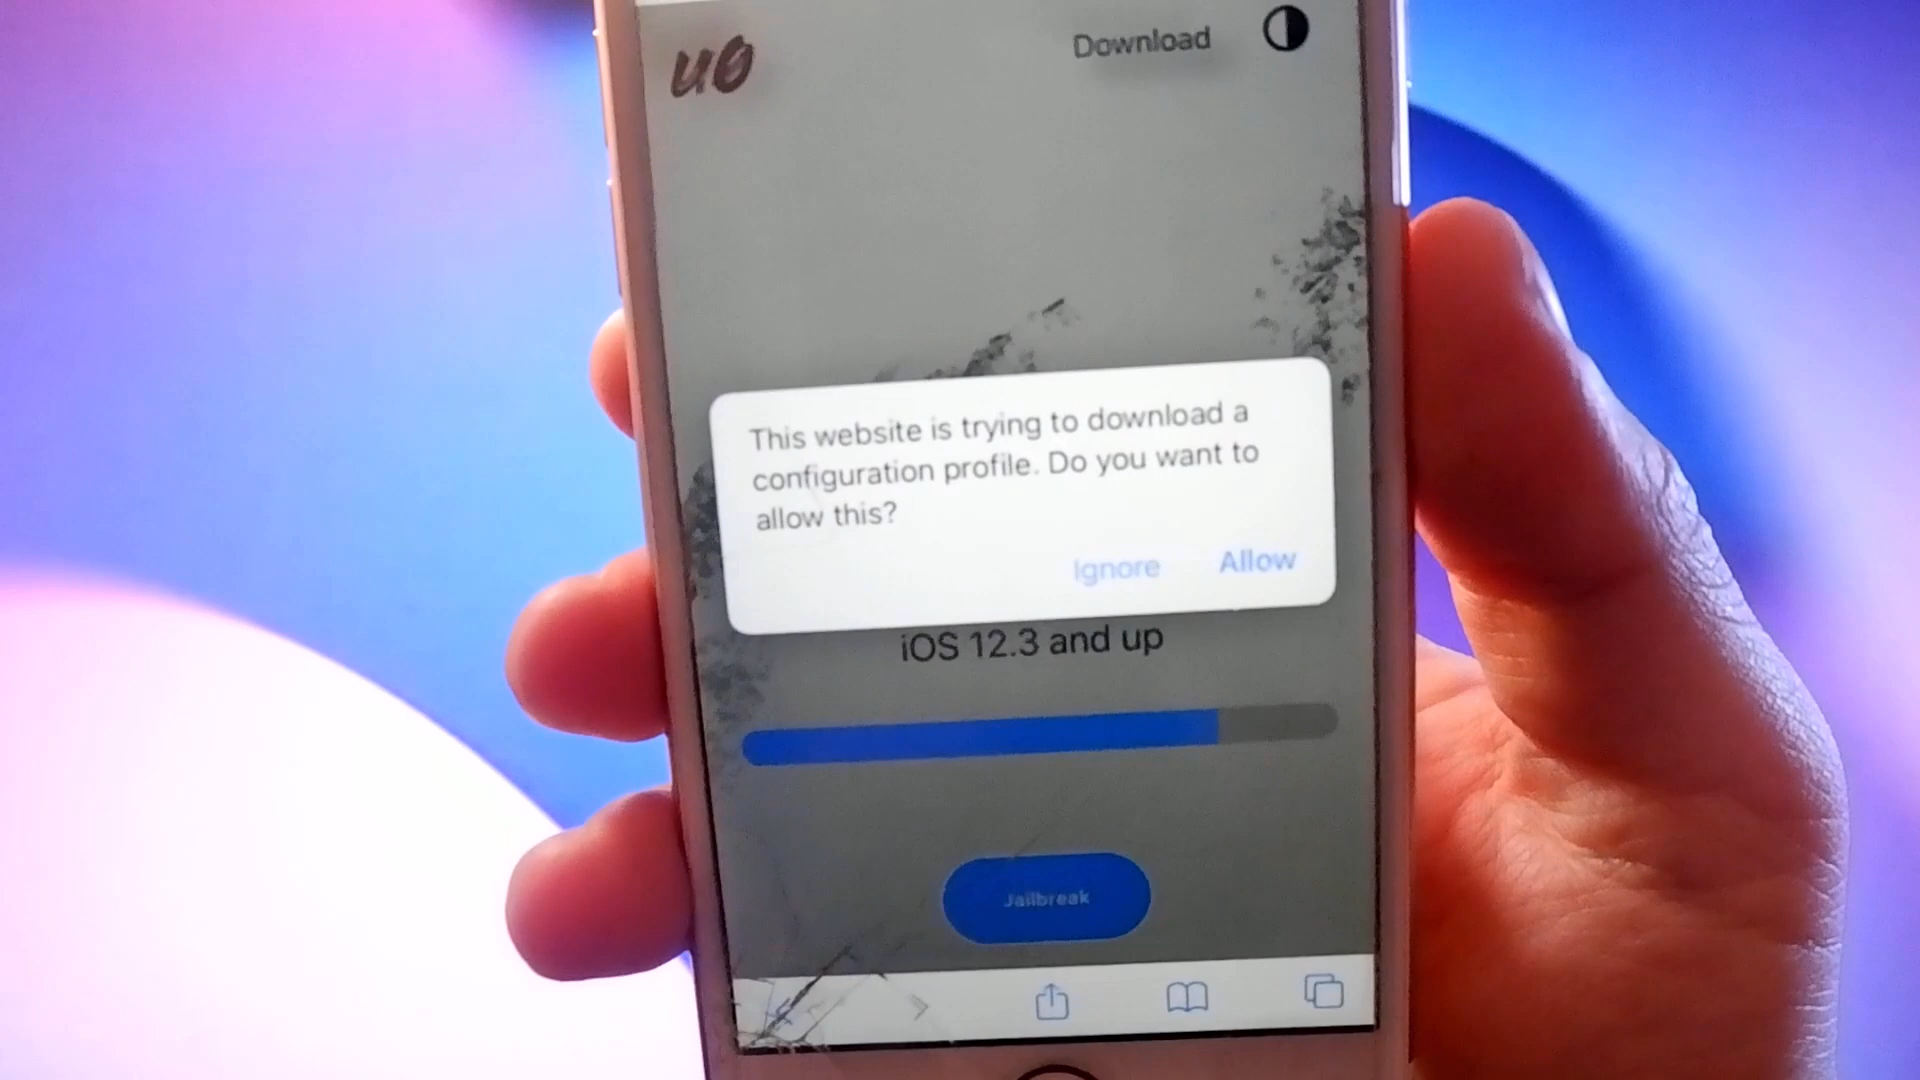 u0
Download
This website is trying to download a
configuration profile. Do you want to
allow this?
Ignore Allow
iOS 12.3 and up
Jailbreak